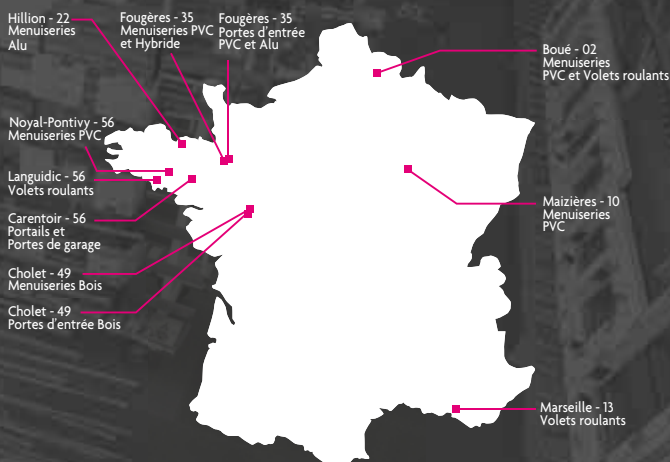 Hillion - 22
Menuiseries
Alu
Fougères - 35
Menuiseries PVC
et Hybride
Fougères - 35
Portes d'entrée
PVC et Alu
Boué - 02
Menuiseries
PVC et Volets roulants
Noyal-Pontivy - 56
Menuiseries PVC
Languidic - 56
Volets roulants
Carentoir - 56
Portails et
Portes de garage
Cholet - 49
Menuiseries Bois
Cholet - 49
Portes d'entrée Bois
Maizières - 10
Menuiseries
PVC
Marseille - 13
Volets roulants